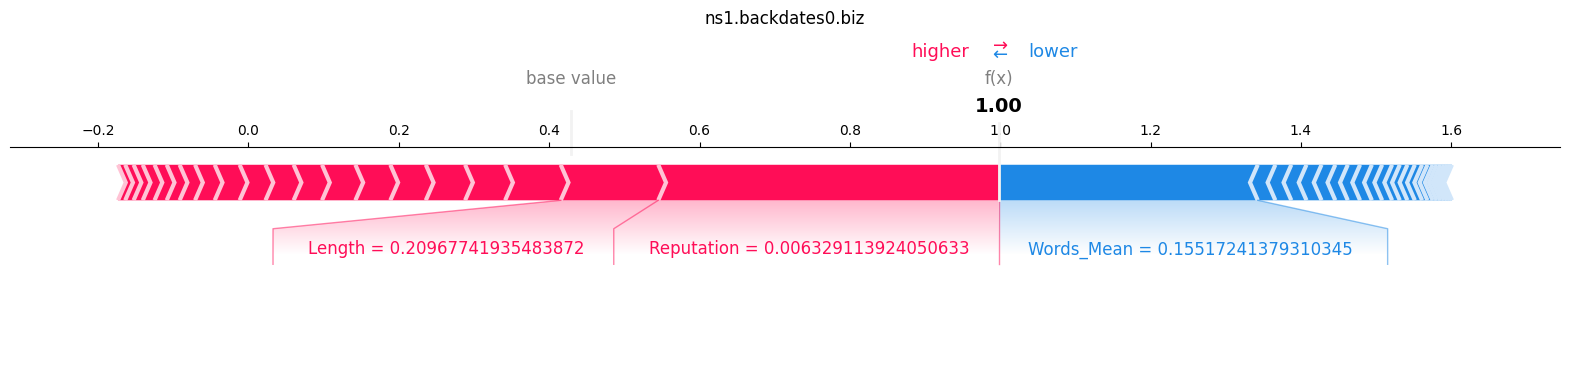 ns1.backdates0.biz
higher ⇄ lower
base value f(x)
1.00
−0.2 0.0 0.2 0.4 0.6 0.8 1.0 1.2 1.4 1.6
Length = 0.20967741935483872 Reputation = 0.006329113924050633 Words_Mean = 0.15517241379310345